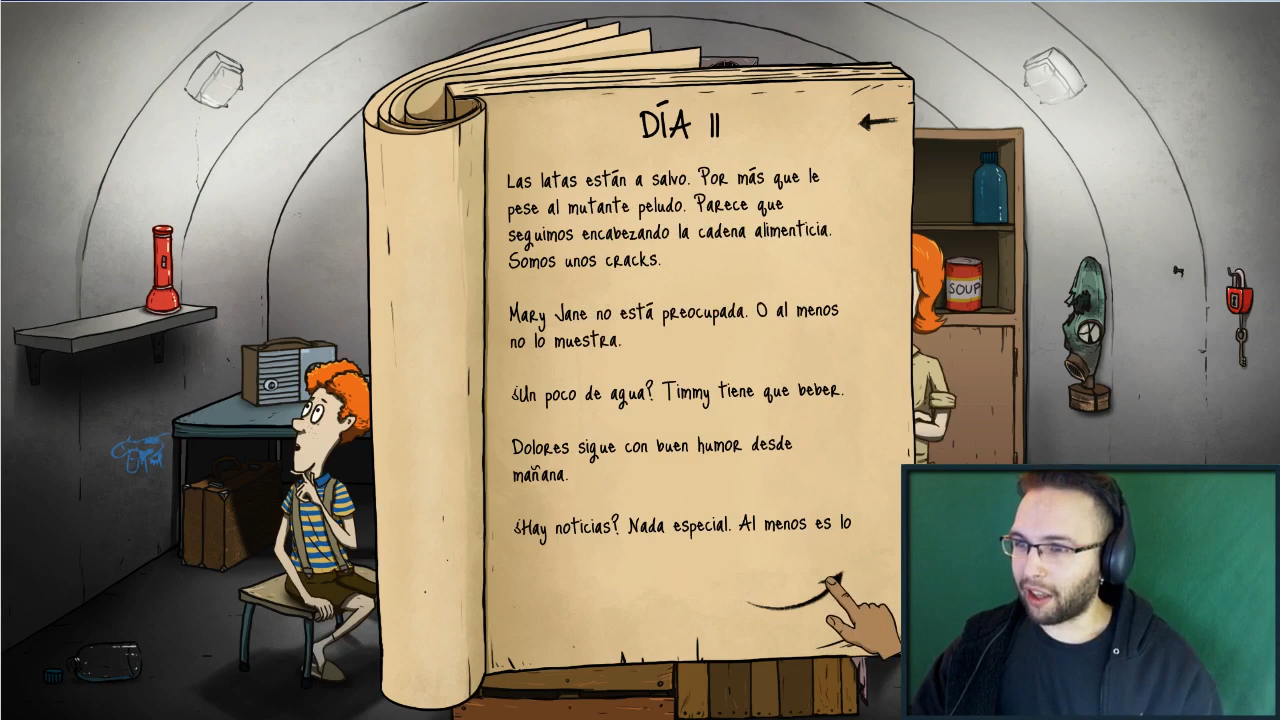 DÍA 11
Las latas están a salvo. Por más que le
pese al mutante peludo. Parece que
seguimos encabezando la cadena alimenticia.
Somos unos cracks.
Mary Jane no está preocupada. O al menos
no lo muestra.
¿Un poco de agua? Timmy tiene que beber.
Dolores sigue con buen humor desde
mañana.
¿Hay noticias? Nada especial. Al menos es lo
SOUP